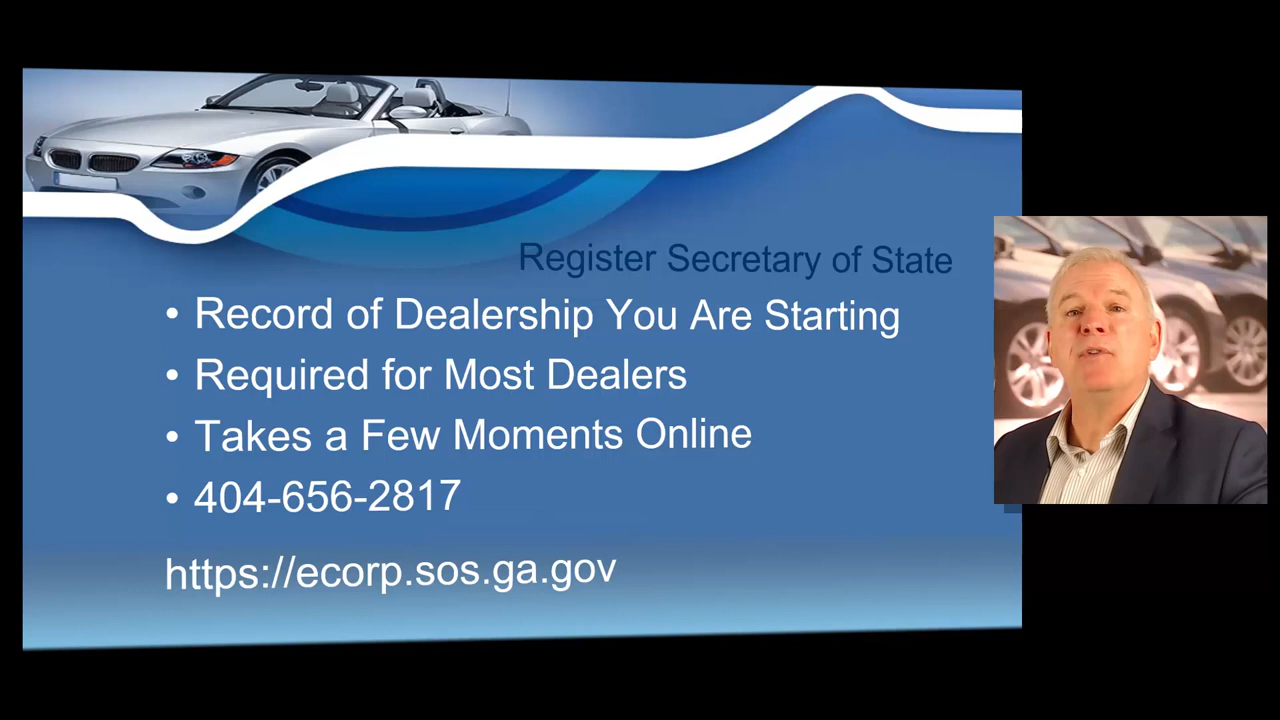 Register Secretary of State
• Record of Dealership You Are Starting
• Required for Most Dealers
• Takes a Few Moments Online
• 404-656-2817
https://ecorp.sos.ga.gov